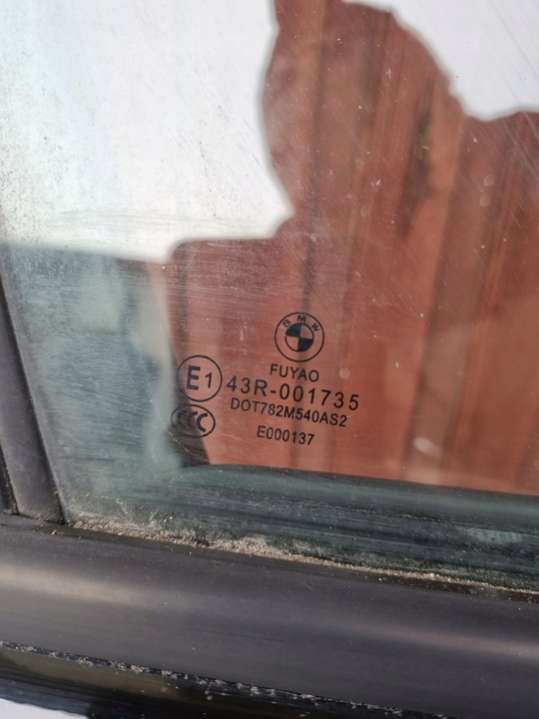 BMW
FUYAO
E1 43R-001735
DOT782M540AS2
CCC
E000137